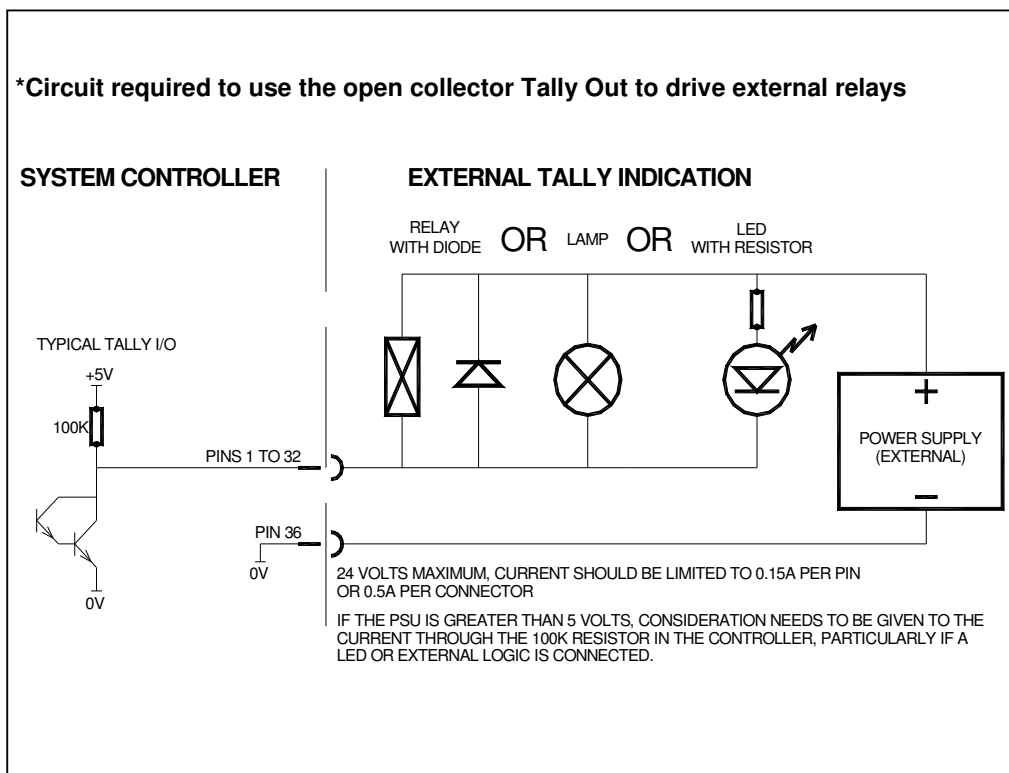 *Circuit required to use the open collector Tally Out to drive external relays
SYSTEM CONTROLLER
EXTERNAL TALLY INDICATION
RELAY
WITH DIODE
OR
LAMP
OR
LED
WITH RESISTOR
TYPICAL TALLY I/O
+5V
100K
PINS 1 TO 32
POWER SUPPLY
(EXTERNAL)
PIN 36
0V
0V
24 VOLTS MAXIMUM, CURRENT SHOULD BE LIMITED TO 0.15A PER PIN
OR 0.5A PER CONNECTOR
IF THE PSU IS GREATER THAN 5 VOLTS, CONSIDERATION NEEDS TO BE GIVEN TO THE
CURRENT THROUGH THE 100K RESISTOR IN THE CONTROLLER, PARTICULARLY IF A
LED OR EXTERNAL LOGIC IS CONNECTED.